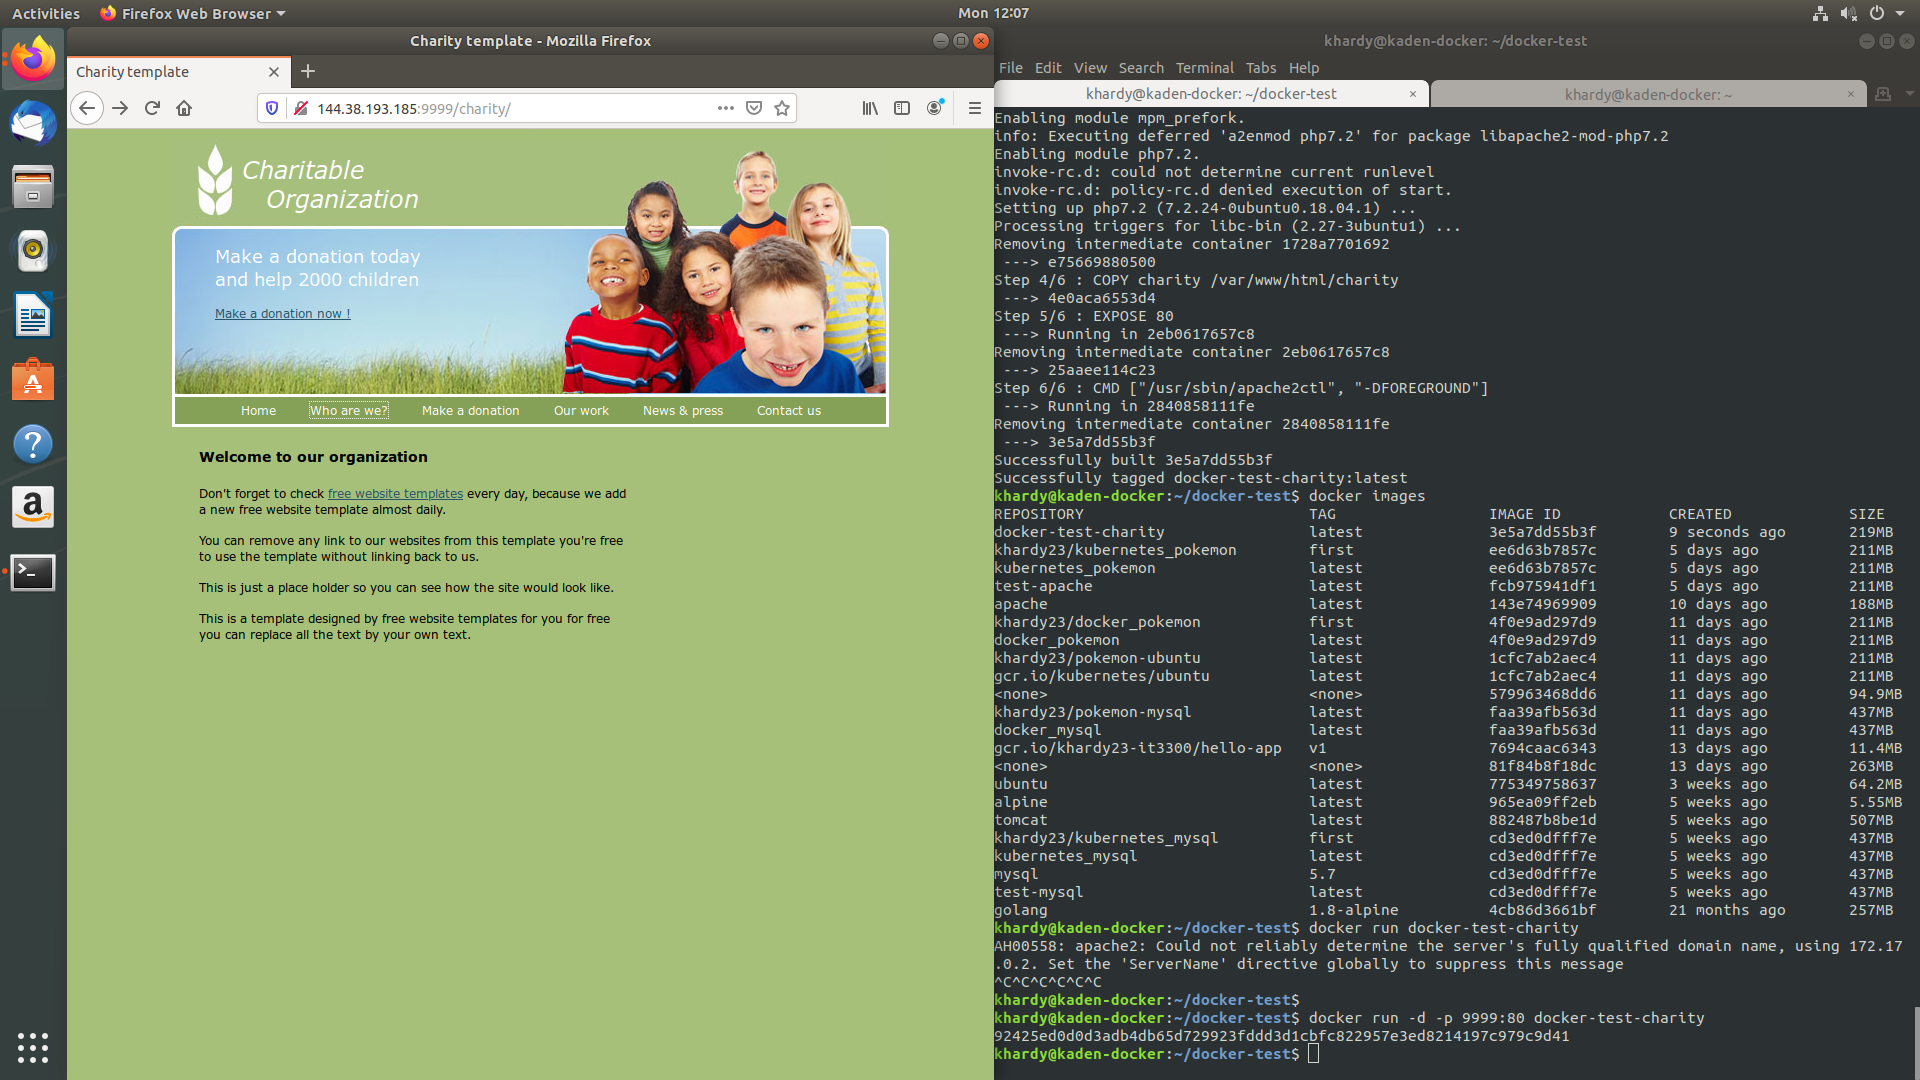 Activities
Firefox Web Browser
Mon 12:07
Charity template - Mozilla Firefox
Charity template
144.38.193.185:9999/charity/
Charitable
Organization
Make a donation today
and help 2000 children
Make a donation now !
Home Who are we? Make a donation Our work News & press Contact us
Welcome to our organization
Don't forget to check free website templates every day, because we add
a new free website template almost daily.
You can remove any link to our websites from this template you're free
to use the template without linking back to us.
This is just a place holder so you can see how the site would look like.
This is a template designed by free website templates for you for free
you can replace all the text by your own text.
khardy@kaden-docker: ~/docker-test
File Edit View Search Terminal Tabs Help
khardy@kaden-docker: ~/docker-test
khardy@kaden-docker: ~
Enabling module mpm_prefork.
info: Executing deferred 'a2enmod php7.2' for package libapache2-mod-php7.2
Enabling module php7.2.
invoke-rc.d: could not determine current runlevel
invoke-rc.d: policy-rc.d denied execution of start.
Setting up php7.2 (7.2.24-0ubuntu0.18.04.1) ...
Processing triggers for libc-bin (2.27-3ubuntu1) ...
Removing intermediate container 1728a7701692
 ---> e75669880500
Step 4/6 : COPY charity /var/www/html/charity
 ---> 4e0aca6553d4
Step 5/6 : EXPOSE 80
 ---> Running in 2eb0617657c8
Removing intermediate container 2eb0617657c8
 ---> 25aaee114c23
Step 6/6 : CMD ["/usr/sbin/apache2ctl", "-DFOREGROUND"]
 ---> Running in 2840858111fe
Removing intermediate container 2840858111fe
 ---> 3e5a7dd55b3f
Successfully built 3e5a7dd55b3f
Successfully tagged docker-test-charity:latest
khardy@kaden-docker:~/docker-test$ docker images
REPOSITORY TAG IMAGE ID CREATED SIZE
docker-test-charity latest 3e5a7dd55b3f 9 seconds ago 219MB
khardy23/kubernetes_pokemon first ee6d63b7857c 5 days ago 211MB
kubernetes_pokemon latest ee6d63b7857c 5 days ago 211MB
test-apache latest fcb975941df1 5 days ago 211MB
apache latest 143e74969909 10 days ago 188MB
khardy23/docker_pokemon first 4f0e9ad297d9 11 days ago 211MB
docker_pokemon latest 4f0e9ad297d9 11 days ago 211MB
khardy23/pokemon-ubuntu latest 1cfc7ab2aec4 11 days ago 211MB
gcr.io/kubernetes/ubuntu latest 1cfc7ab2aec4 11 days ago 211MB
<none> <none> 579963468dd6 11 days ago 94.9MB
khardy23/pokemon-mysql latest faa39afb563d 11 days ago 437MB
docker_mysql latest faa39afb563d 11 days ago 437MB
gcr.io/khardy23-it3300/hello-app v1 7694caac6343 13 days ago 11.4MB
<none> <none> 81f84b8f18dc 13 days ago 263MB
ubuntu latest 775349758637 3 weeks ago 64.2MB
alpine latest 965ea09ff2eb 5 weeks ago 5.55MB
tomcat latest 882487b8be1d 5 weeks ago 507MB
khardy23/kubernetes_mysql first cd3ed0dfff7e 5 weeks ago 437MB
kubernetes_mysql latest cd3ed0dfff7e 5 weeks ago 437MB
mysql 5.7 cd3ed0dfff7e 5 weeks ago 437MB
test-mysql latest cd3ed0dfff7e 5 weeks ago 437MB
golang 1.8-alpine 4cb86d3661bf 21 months ago 257MB
khardy@kaden-docker:~/docker-test$ docker run docker-test-charity
AH00558: apache2: Could not reliably determine the server's fully qualified domain name, using 172.17
.0.2. Set the 'ServerName' directive globally to suppress this message
^C^C^C^C^C^C
khardy@kaden-docker:~/docker-test$
khardy@kaden-docker:~/docker-test$ docker run -d -p 9999:80 docker-test-charity
92425ed0d0d3adb4db65d729923fddd3d1cbfc822957e3ed8214197c979c9d41
khardy@kaden-docker:~/docker-test$